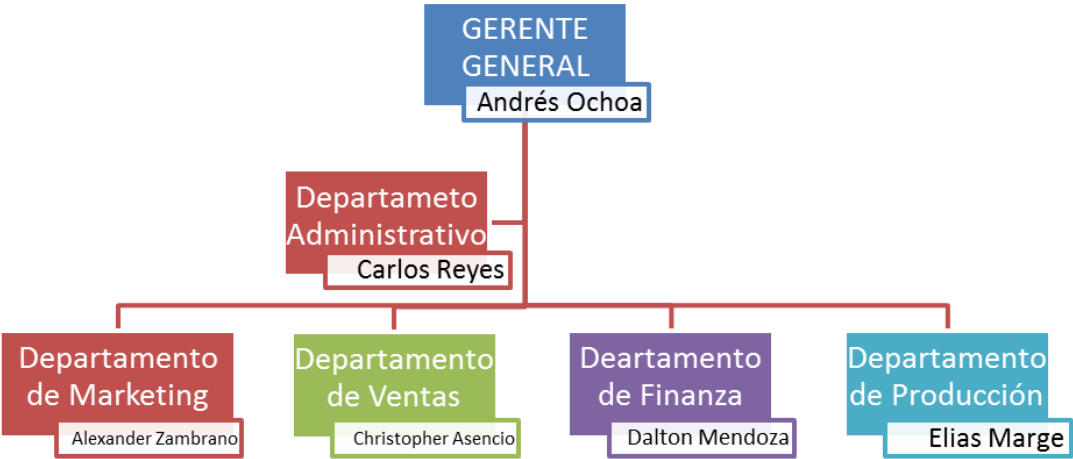 GERENTE
GENERAL
Andrés Ochoa
Departameto
Administrativo
Carlos Reyes
Departamento
de Marketing
Alexander Zambrano
Departamento
de Ventas
Christopher Asencio
Deartamento
de Finanza
Dalton Mendoza
Departamento
de Producción
Elias Marge